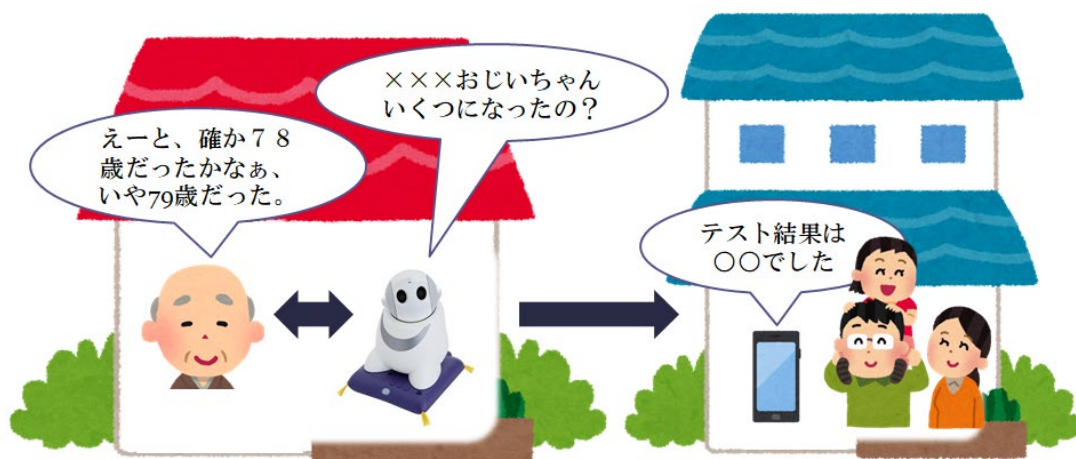 ×××おじいちゃん
いくつになったの？
えーと、確か７８
歳だったかなぁ、
いや79歳だった。
テスト結果は
○○でした